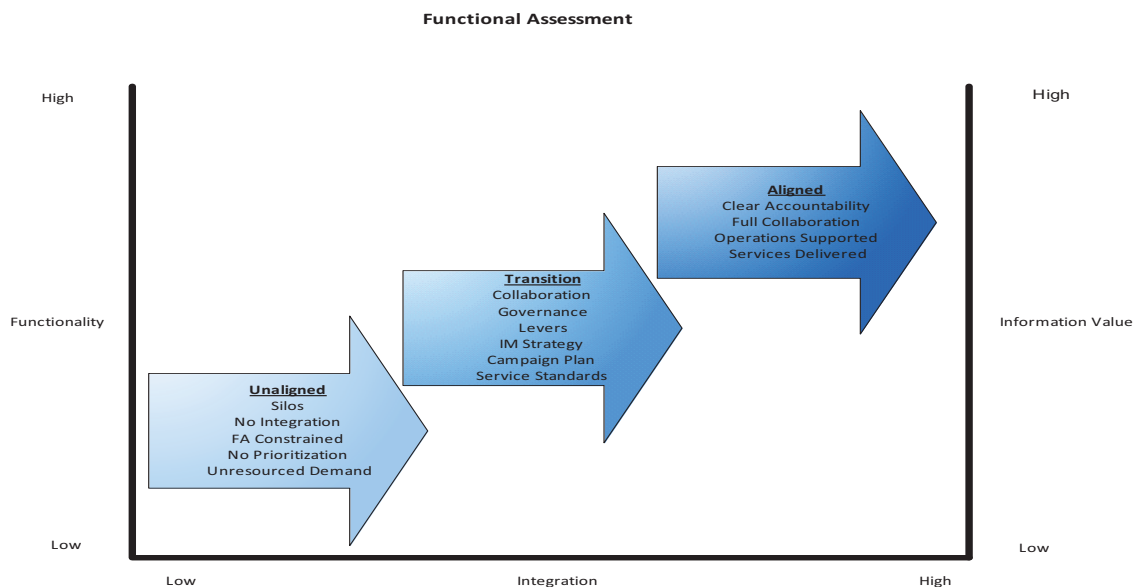 Functional Assessment
High
High
Aligned
Clear Accountability
Full Collaboration
Operations Supported
Services Delivered
Transition
Collaboration
Governance
Levers
IM Strategy
Campaign Plan
Service Standards
Functionality
Information Value
Unaligned
Silos
No Integration
FA Constrained
No Prioritization
Unresourced Demand
Low
Low
Low
Integration
High